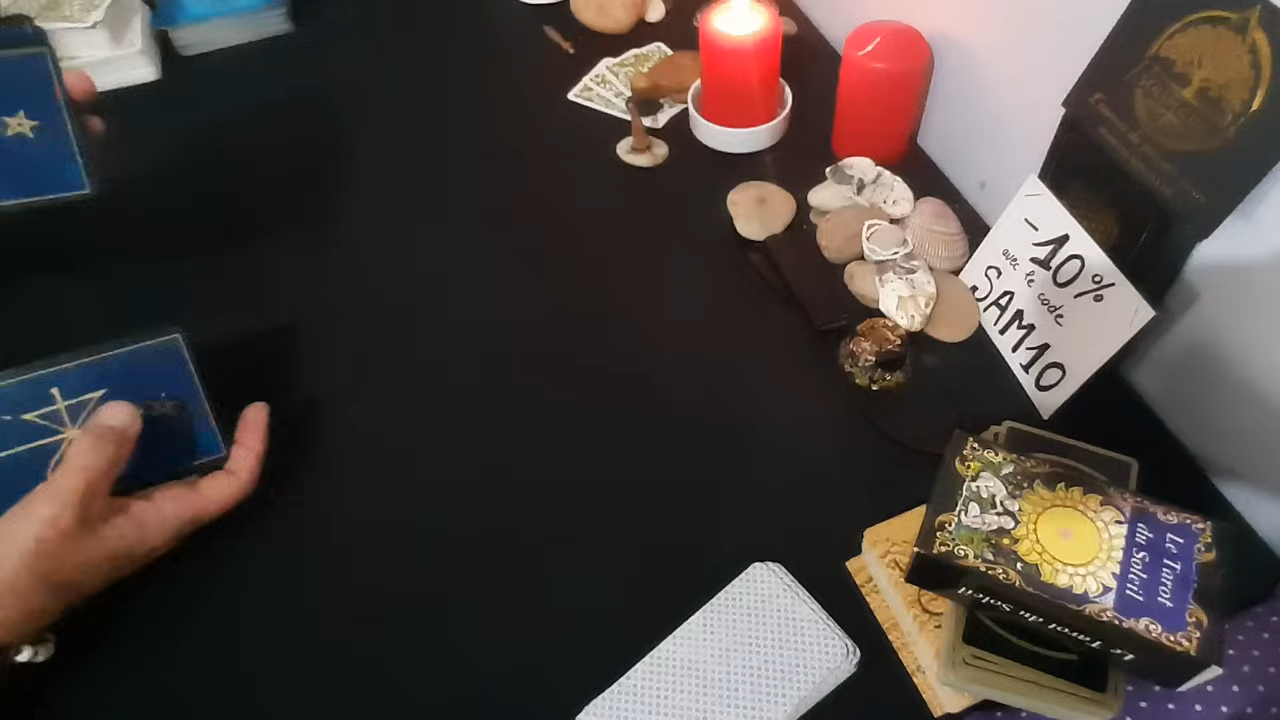 -10%
avec le code
SAM10
Le Tarot
du Soleil
Le Tarot du Soleil